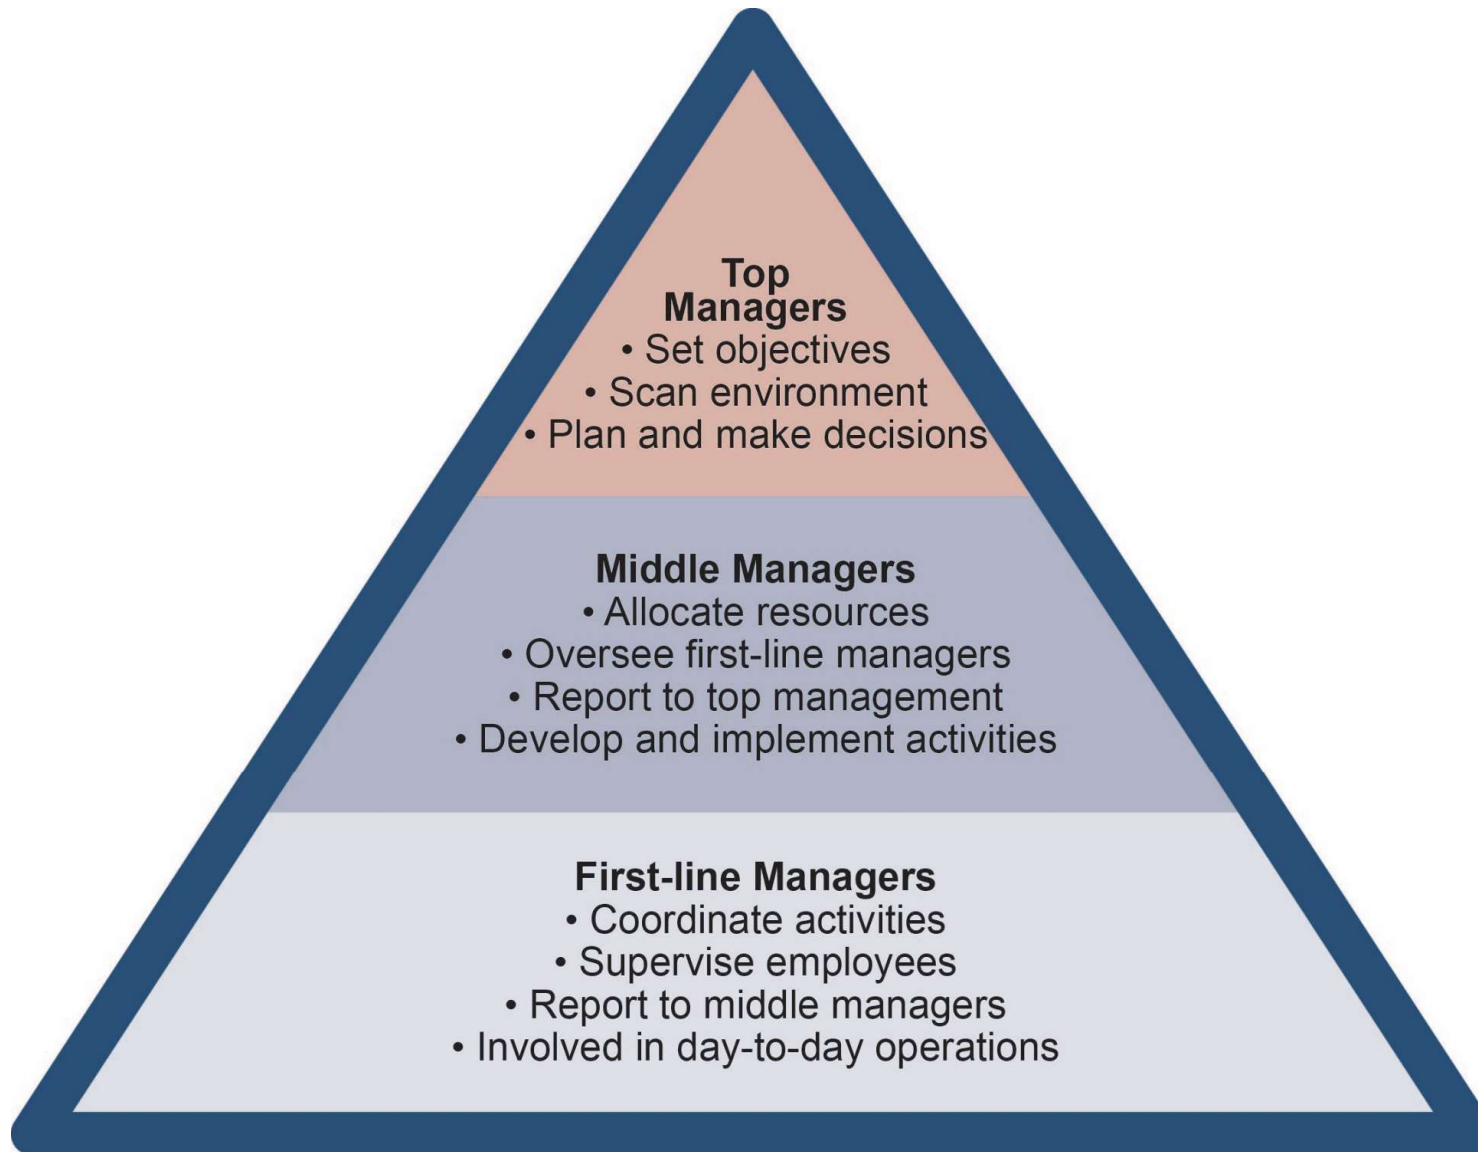 Top
Managers
• Set objectives
• Scan environment
• Plan and make decisions
Middle Managers
• Allocate resources
• Oversee first-line managers
• Report to top management
• Develop and implement activities
First-line Managers
• Coordinate activities
• Supervise employees
• Report to middle managers
• Involved in day-to-day operations